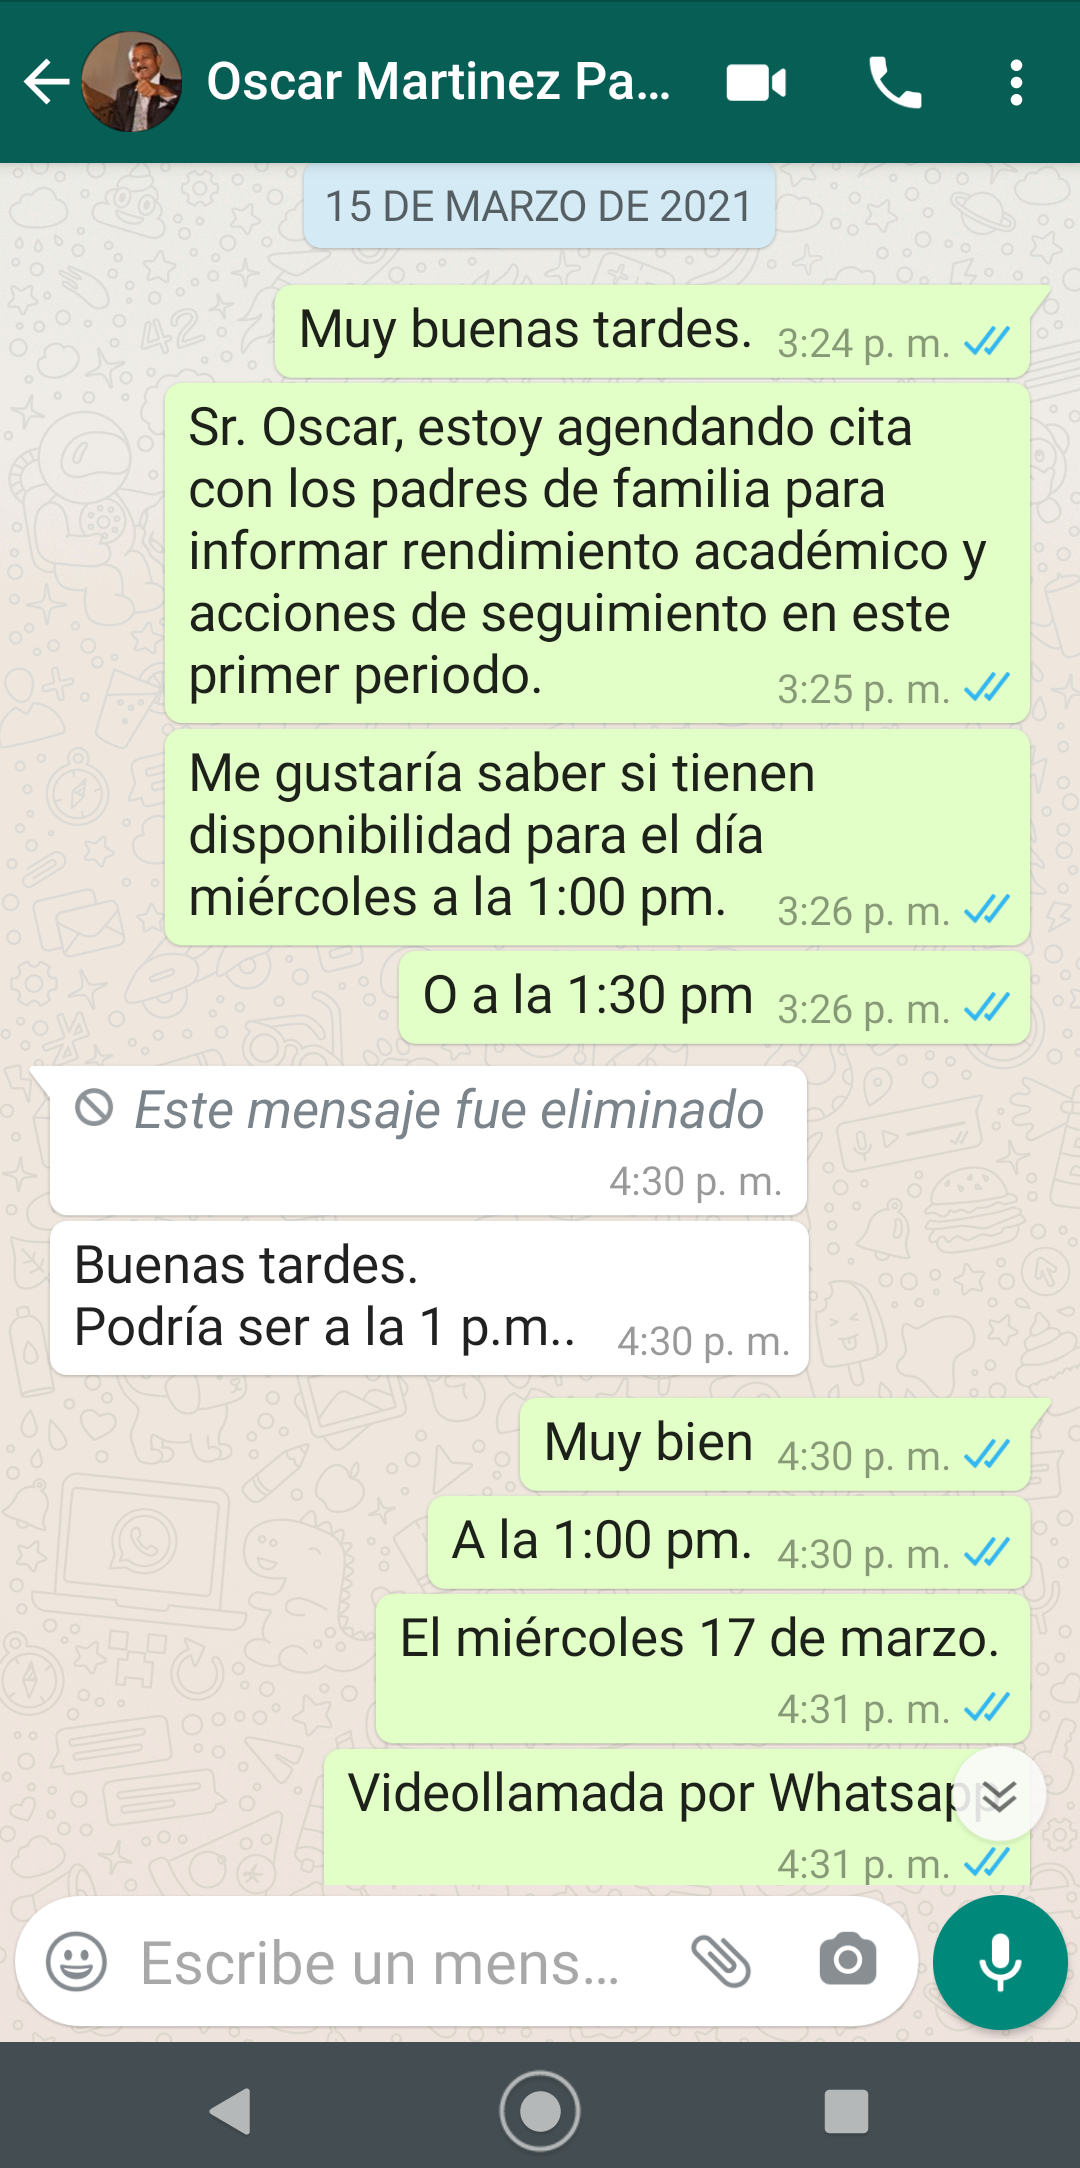 Oscar Martinez Pa...
15 DE MARZO DE 2021
Muy buenas tardes. 3:24 p. m.
Sr. Oscar, estoy agendando cita
con los padres de familia para
informar rendimiento académico y
acciones de seguimiento en este
primer periodo. 3:25 p. m.
Me gustaría saber si tienen
disponibilidad para el día
miércoles a la 1:00 pm. 3:26 p. m.
O a la 1:30 pm 3:26 p. m.
Este mensaje fue eliminado
4:30 p. m.
Buenas tardes.
Podría ser a la 1 p.m.. 4:30 p. m.
Muy bien 4:30 p. m.
A la 1:00 pm. 4:30 p. m.
El miércoles 17 de marzo.
4:31 p. m.
Videollamada por Whatsapp
4:31 p. m.
Escribe un mens...